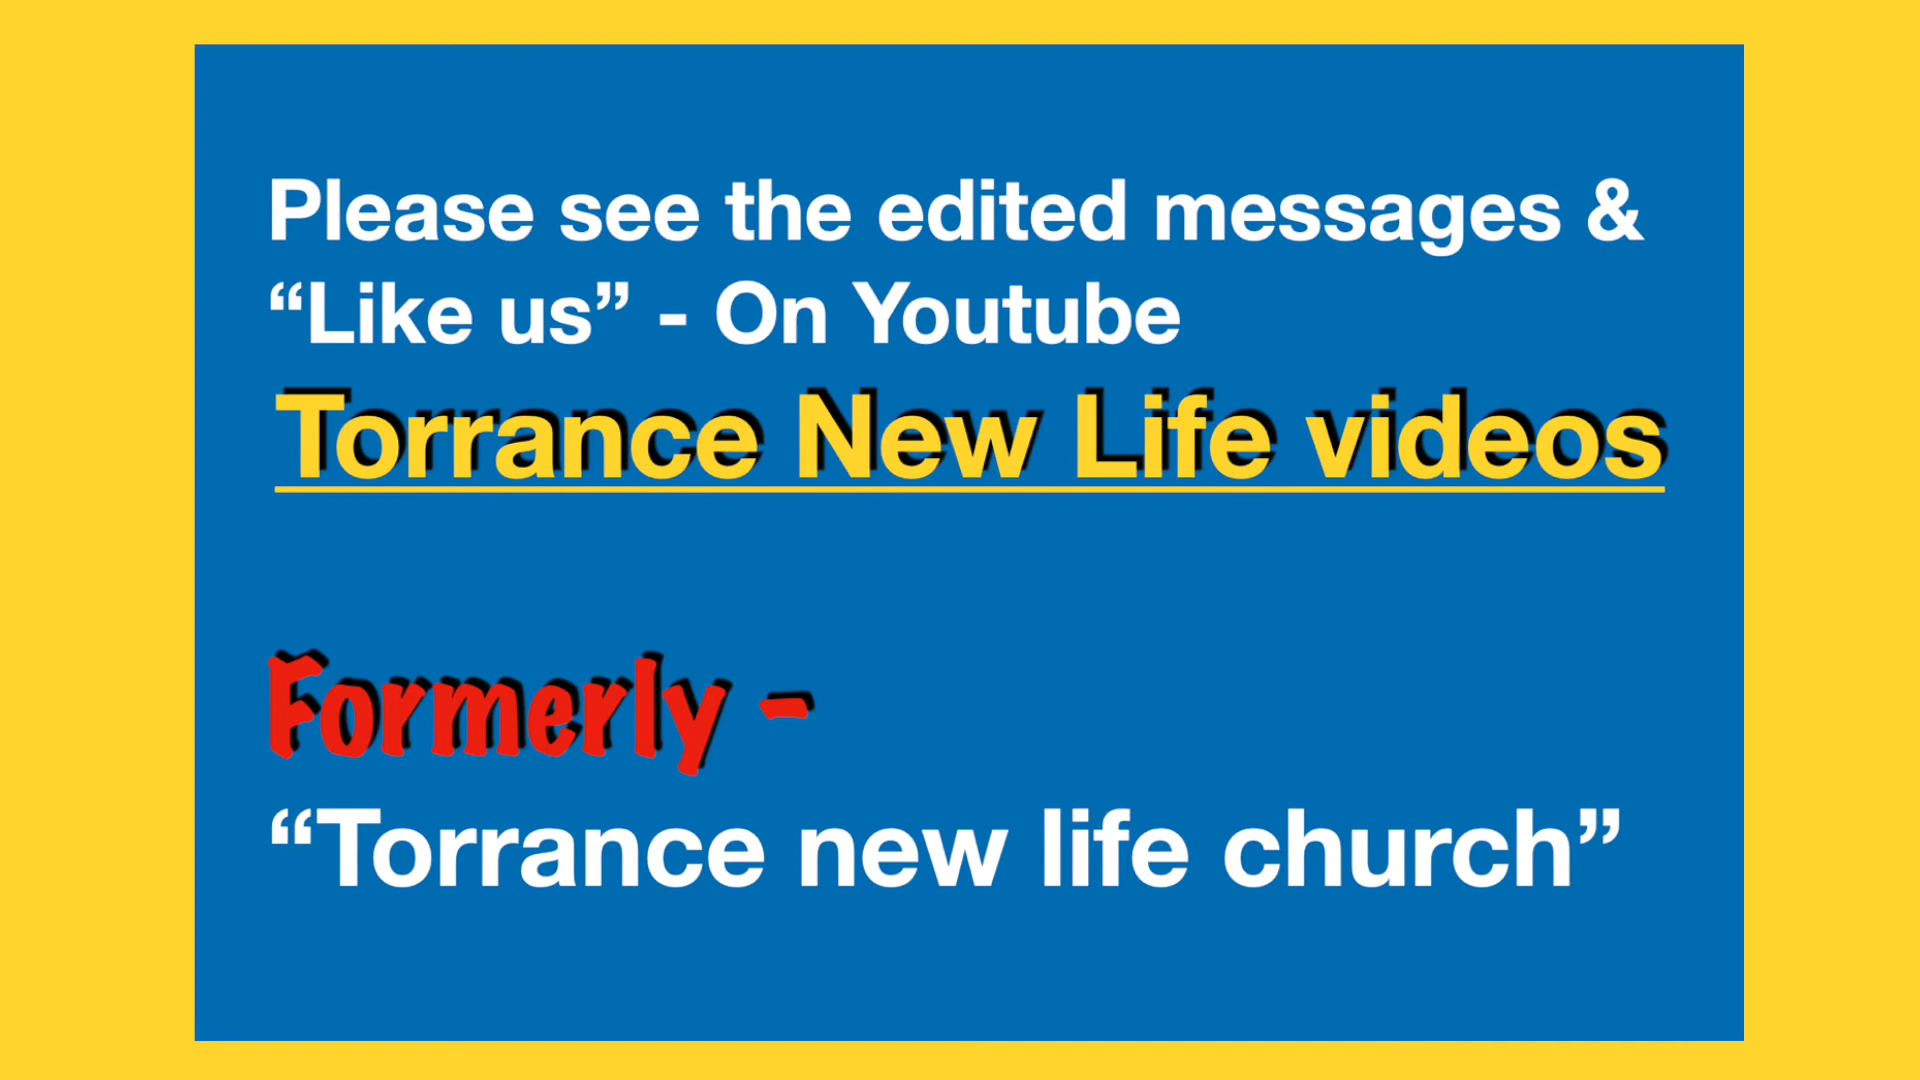 Please see the edited messages &
“Like us” - On Youtube
Torrance New Life videos
Formerly -
“Torrance new life church”